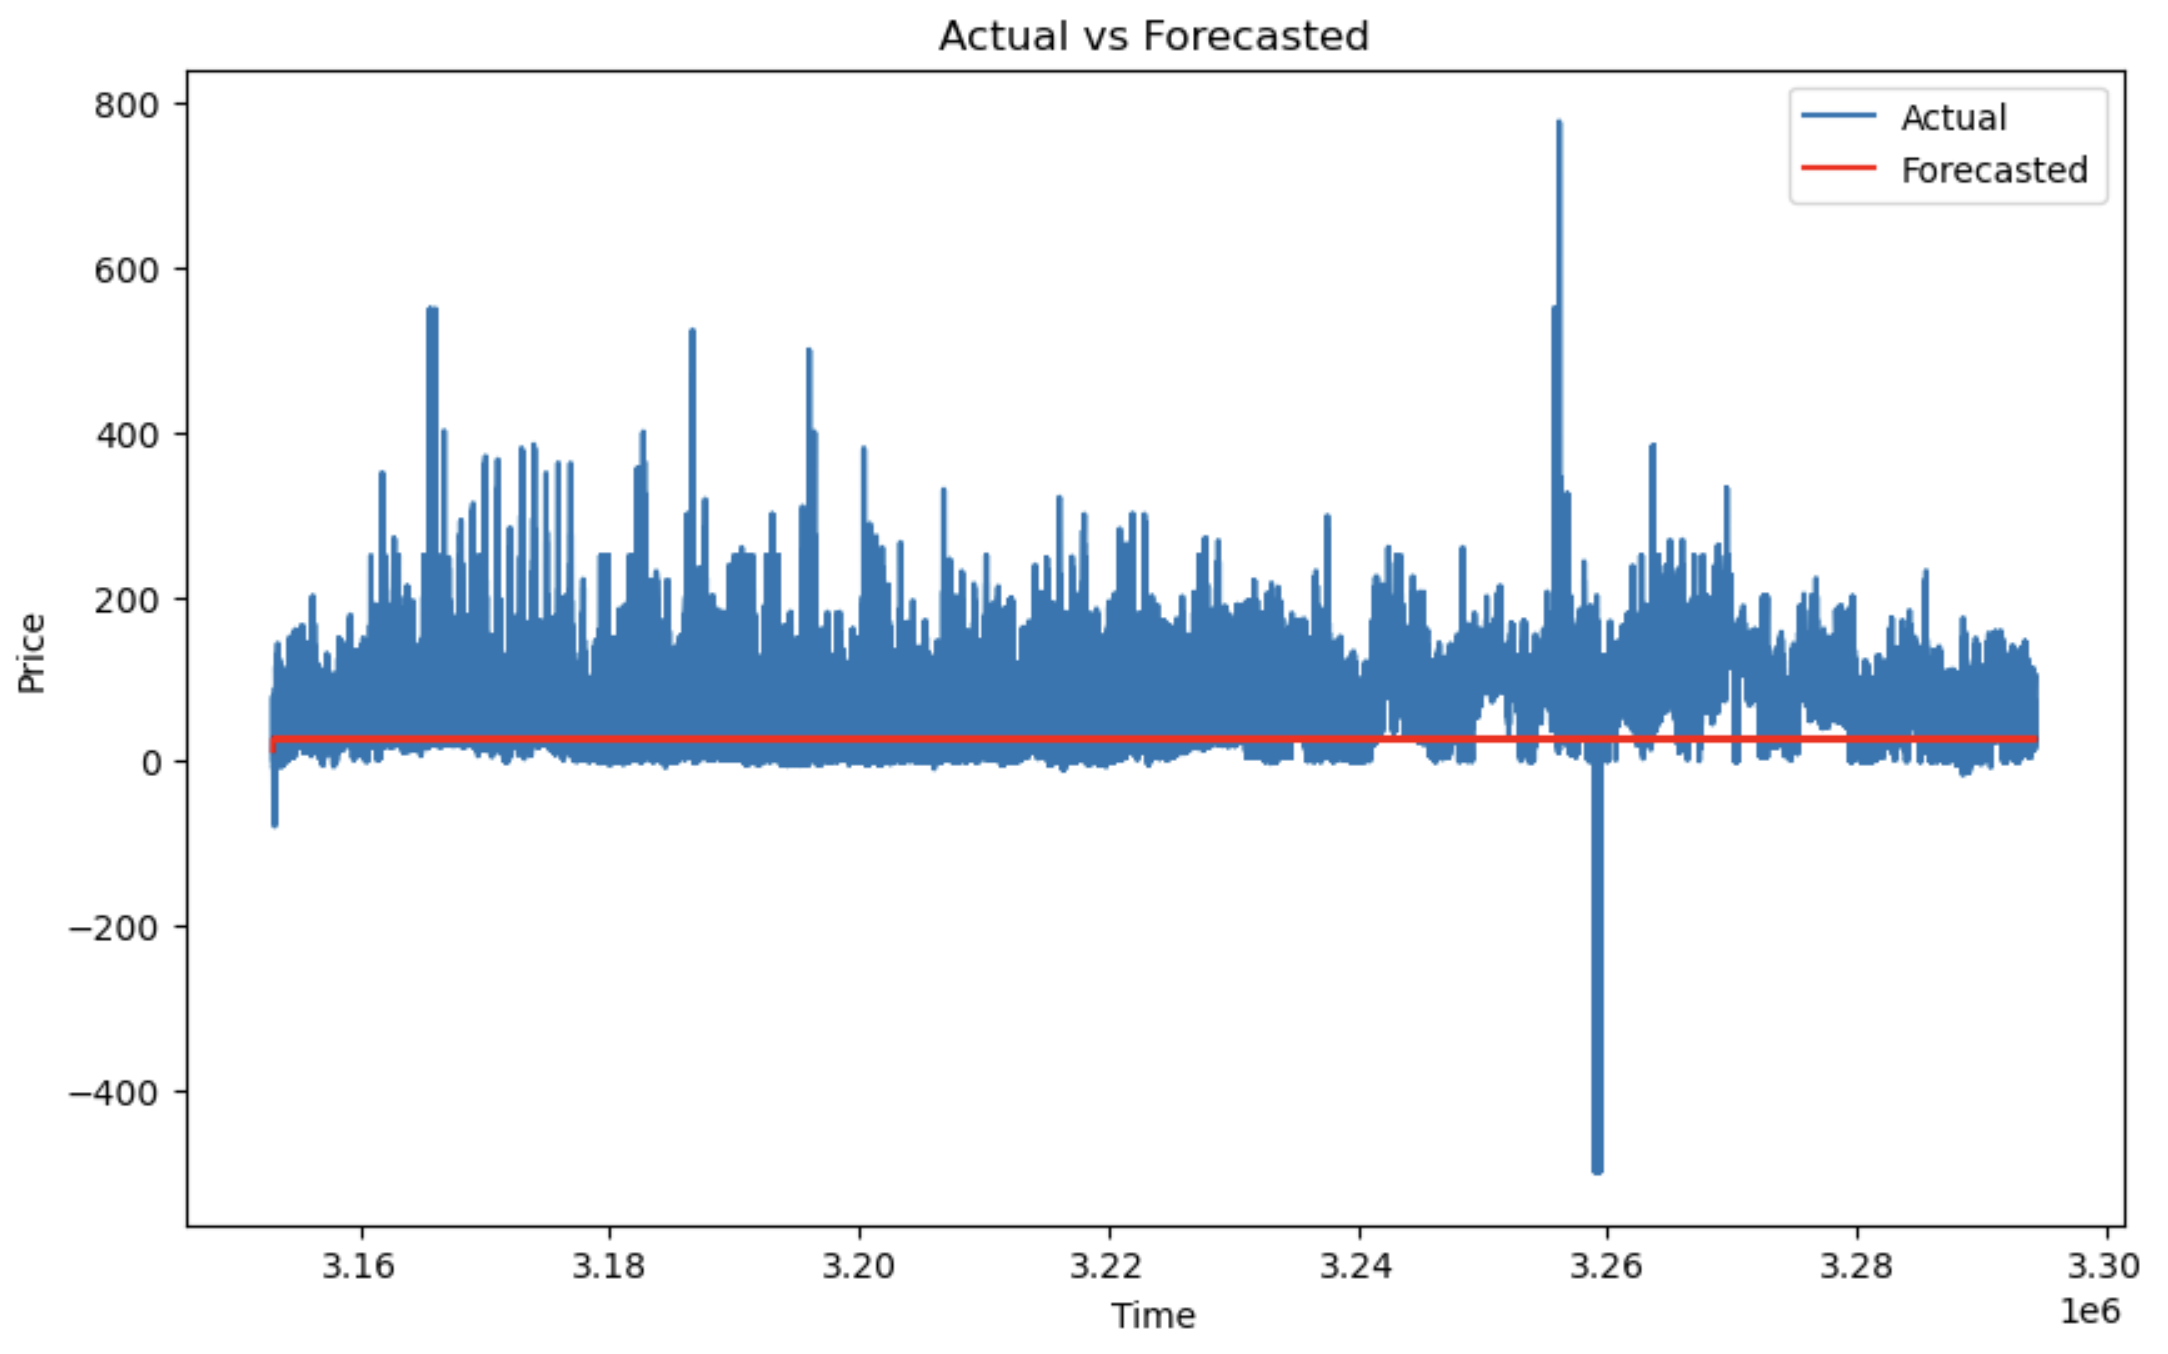 Actual vs Forecasted
Actual
Forecasted
800
600
400
200
0
−200
−400
Price
3.16 3.18 3.20 3.22 3.24 3.26 3.28 3.30
1e6
Time